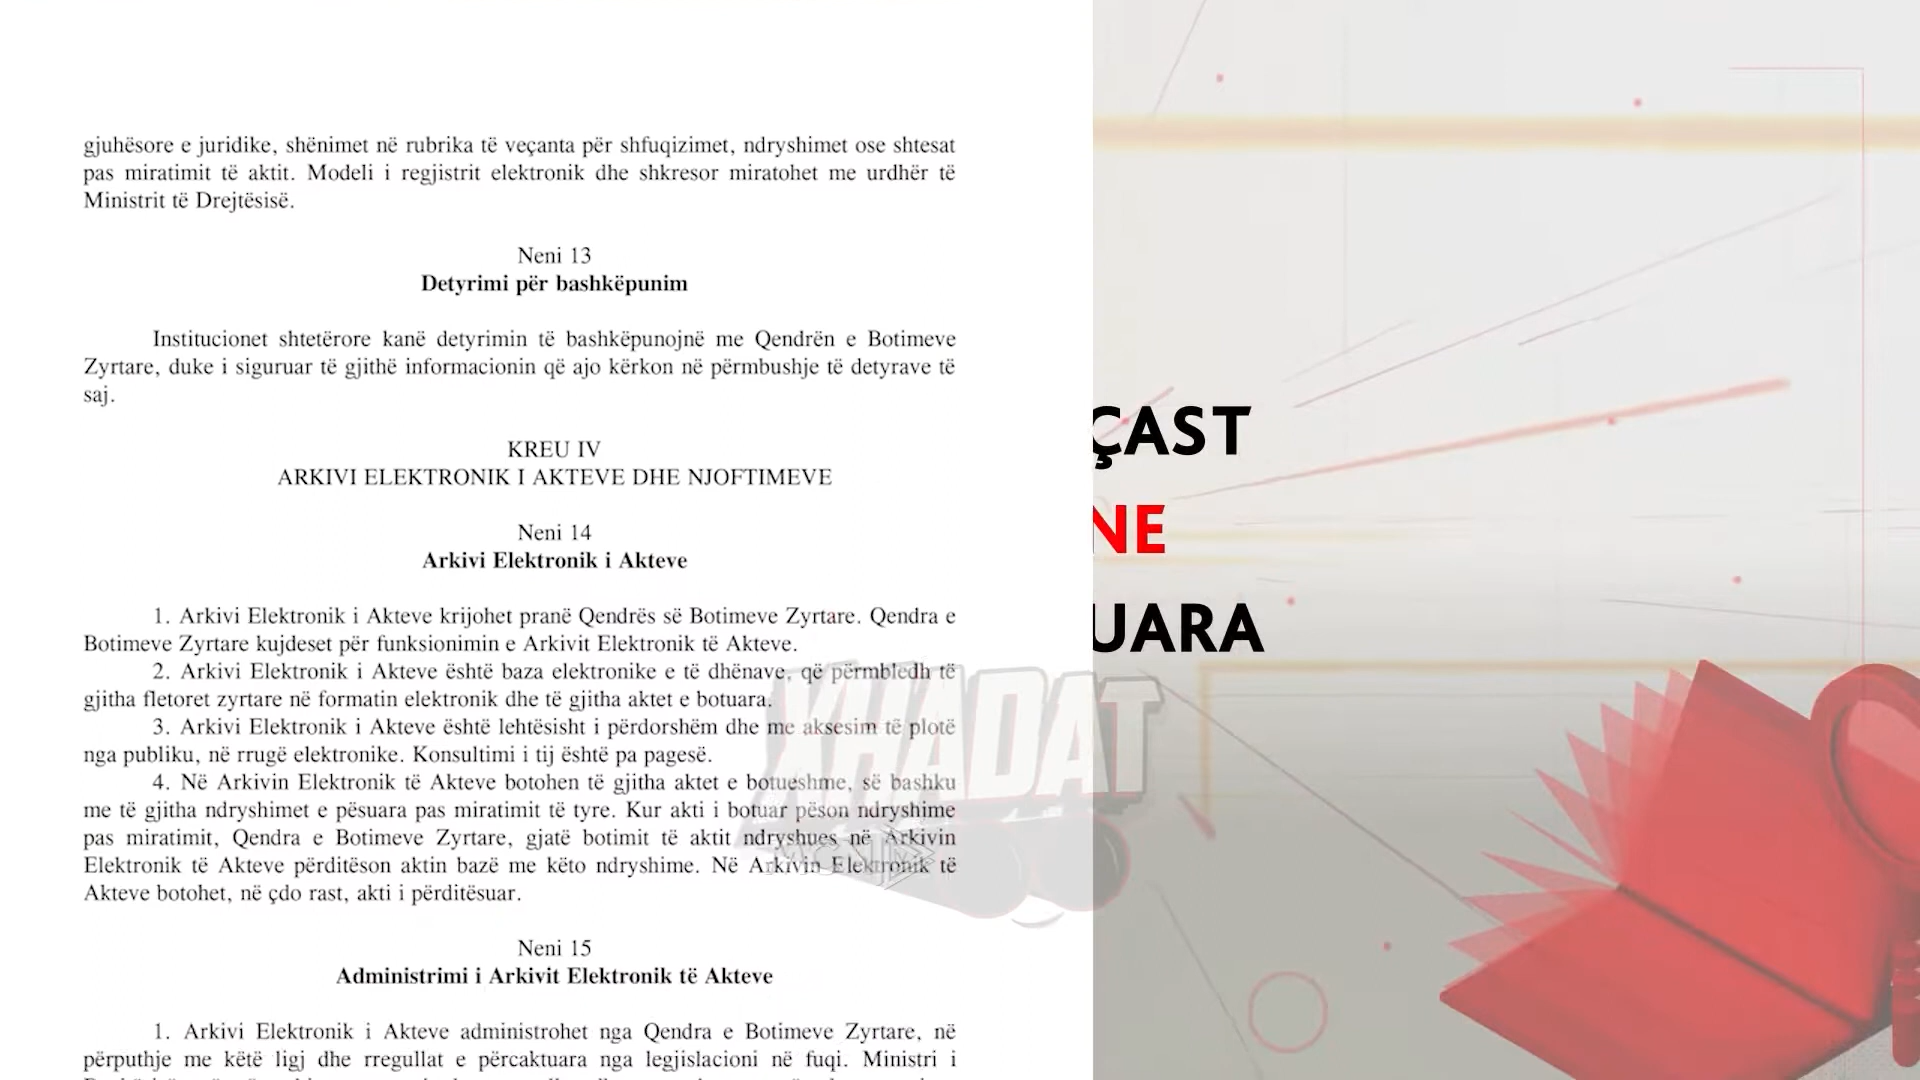 gjuhësore e juridike, shënimet në rubrika të veçanta për shfuqizimet, ndryshimet ose shtesat
pas miratimit të aktit. Modeli i regjistrit elektronik dhe shkresor miratohet me urdhër të
Ministrit të Drejtësisë.
Neni 13
Detyrimi për bashkëpunim
Institucionet shtetërore kanë detyrimin të bashkëpunojnë me Qendrën e Botimeve
Zyrtare, duke i siguruar të gjithë informacionin që ajo kërkon në përmbushje të detyrave të
saj.
KREU IV
ARKIVI ELEKTRONIK I AKTEVE DHE NJOFTIMEVE
Neni 14
Arkivi Elektronik i Akteve
1. Arkivi Elektronik i Akteve krijohet pranë Qendrës së Botimeve Zyrtare. Qendra e
Botimeve Zyrtare kujdeset për funksionimin e Arkivit Elektronik të Akteve.
2. Arkivi Elektronik i Akteve është baza elektronike e të dhënave, që përmbledh të
gjitha fletoret zyrtare në formatin elektronik dhe të gjitha aktet e botuara.
3. Arkivi Elektronik i Akteve është lehtësisht i përdorshëm dhe me aksesim të plotë
nga publiku, në rrugë elektronike. Konsultimi i tij është pa pagesë.
4. Në Arkivin Elektronik të Akteve botohen të gjitha aktet e botueshme, së bashku
me të gjitha ndryshimet e pësuara pas miratimit të tyre. Kur akti i botuar pëson ndryshime
pas miratimit, Qendra e Botimeve Zyrtare, gjatë botimit të aktit ndryshues në Arkivin
Elektronik të Akteve përditëson aktin bazë me këto ndryshime. Në Arkivin Elektronik të
Akteve botohet, në çdo rast, akti i përditësuar.
Neni 15
Administrimi i Arkivit Elektronik të Akteve
1. Arkivi Elektronik i Akteve administrohet nga Qendra e Botimeve Zyrtare, në
përputhje me këtë ligj dhe rregullat e përcaktuara nga legjislacioni në fuqi. Ministri i
ÇAST
NE
UARA
XHADAT